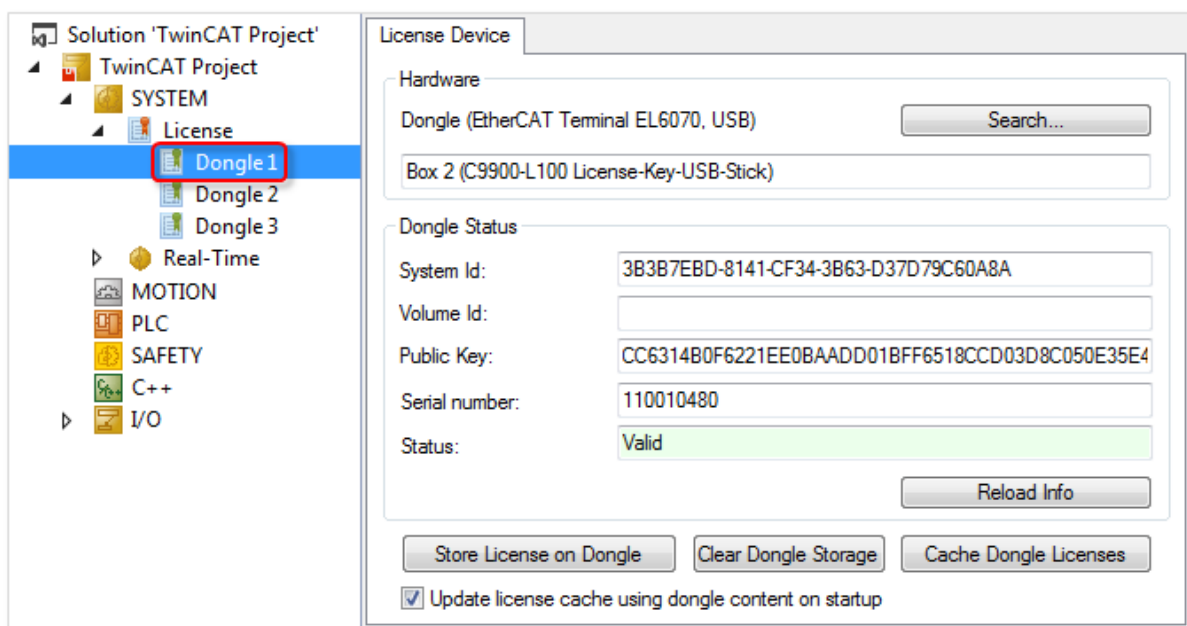 Solution 'TwinCAT Project'
TwinCAT Project
SYSTEM
License
Dongle 1
Dongle 2
Dongle 3
Real-Time
MOTION
PLC
SAFETY
C++
I/O
License Device
Hardware
Dongle (EtherCAT Terminal EL6070, USB)
Search...
Box 2 (C9900-L100 License-Key-USB-Stick)
Dongle Status
System Id: 3B3B7EBD-8141-CF34-3B63-D37D79C60A8A
Volume Id:
Public Key: CC6314B0F6221EE0BAADD01BFF6518CCD03D8C050E35E4
Serial number: 110010480
Status: Valid
Reload Info
Store License on Dongle Clear Dongle Storage Cache Dongle Licenses
Update license cache using dongle content on startup